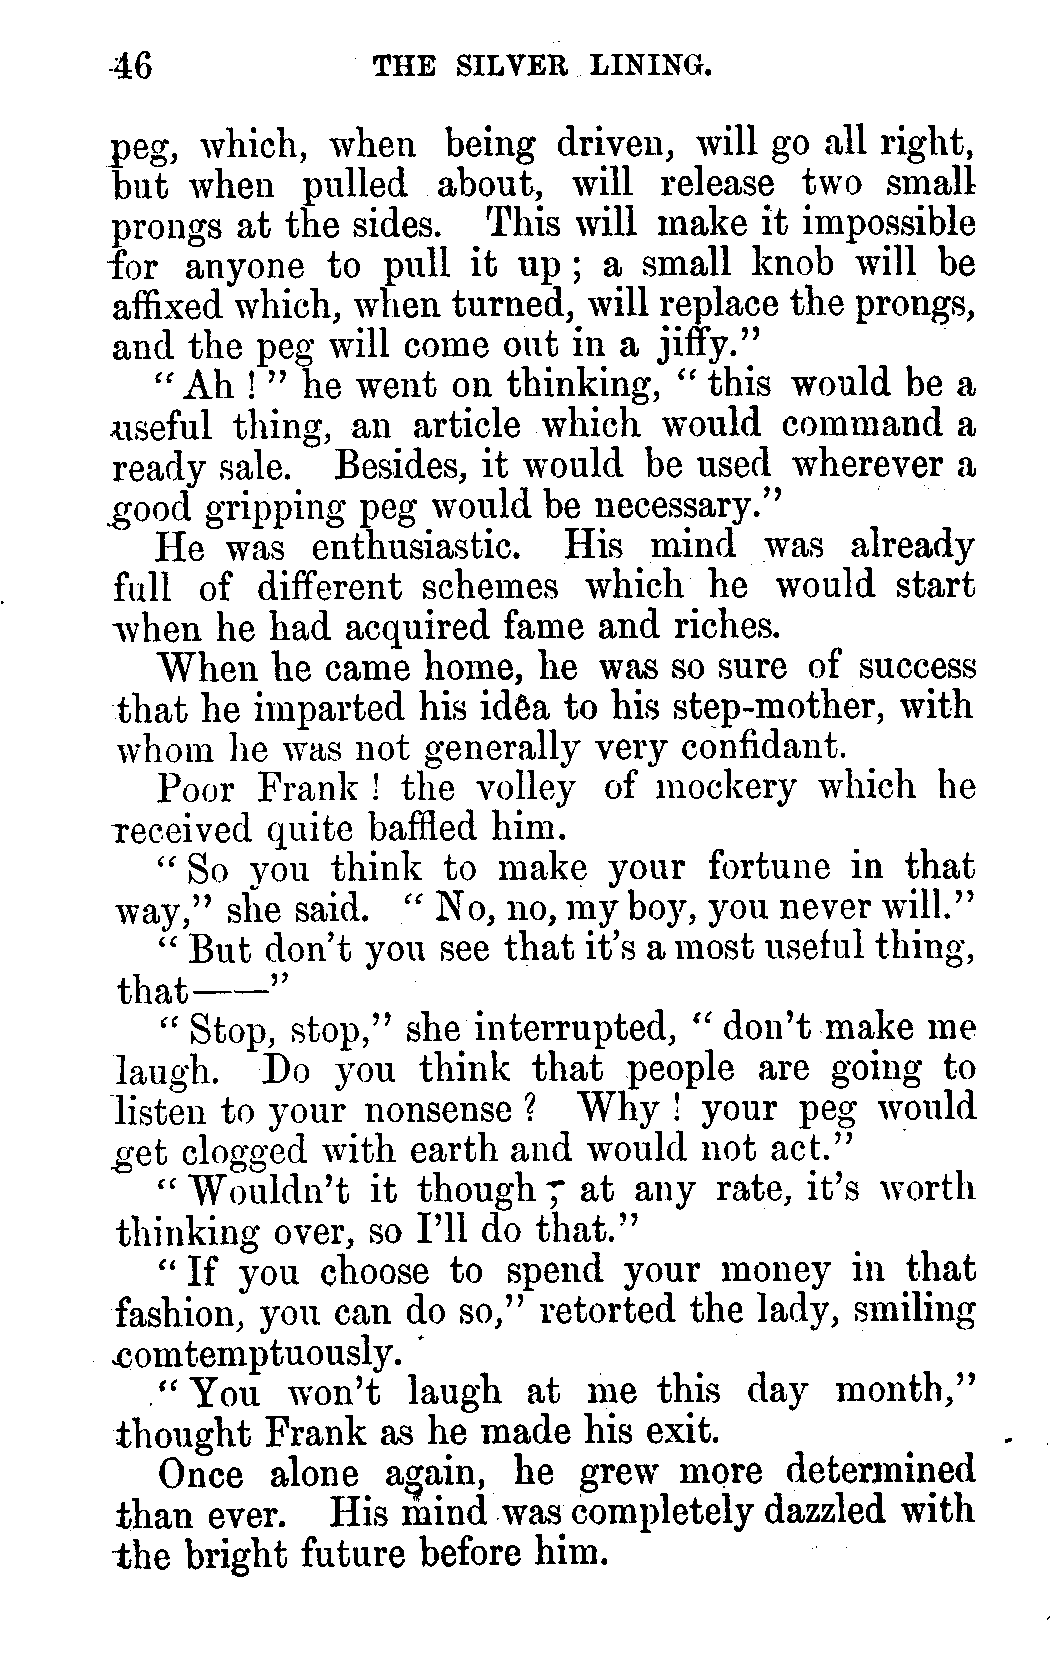 46 THE SILVER LINING.
peg, which, when being driven, will go all right,
but when pulled about, will release two small
prongs at the sides. This will make it impossible
for anyone to pull it up ; a small knob will be
affixed which, when turned, will replace the prongs,
and the peg will come out in a jiffy."
" Ah ! " he went on thinking, " this would be a
useful thing, an article which would command a
ready sale. Besides, it would be used wherever a
good gripping peg would be necessary."
He was enthusiastic. His mind was already
full of different schemes which he would start
when he had acquired fame and riches.
When he came home, he was so sure of success
that he imparted his idêa to his step-mother, with
whom he was not generally very confidant.
Poor Frank ! the volley of mockery which he
received quite baffled him.
" So you think to make your fortune in that
way," she said. " No, no, my boy, you never will."
" But don't you see that it's a most useful thing,
that——"
" Stop, stop," she interrupted, " don't make me
laugh. Do you think that people are going to
listen to your nonsense ? Why ! your peg would
get clogged with earth and would not act."
" Wouldn't it though ; at any rate, it's worth
thinking over, so I'll do that."
" If you choose to spend your money in that
fashion, you can do so," retorted the lady, smiling
comtemptuously.
" You won't laugh at me this day month,"
thought Frank as he made his exit.
Once alone again, he grew more determined
than ever. His mind was completely dazzled with
the bright future before him.